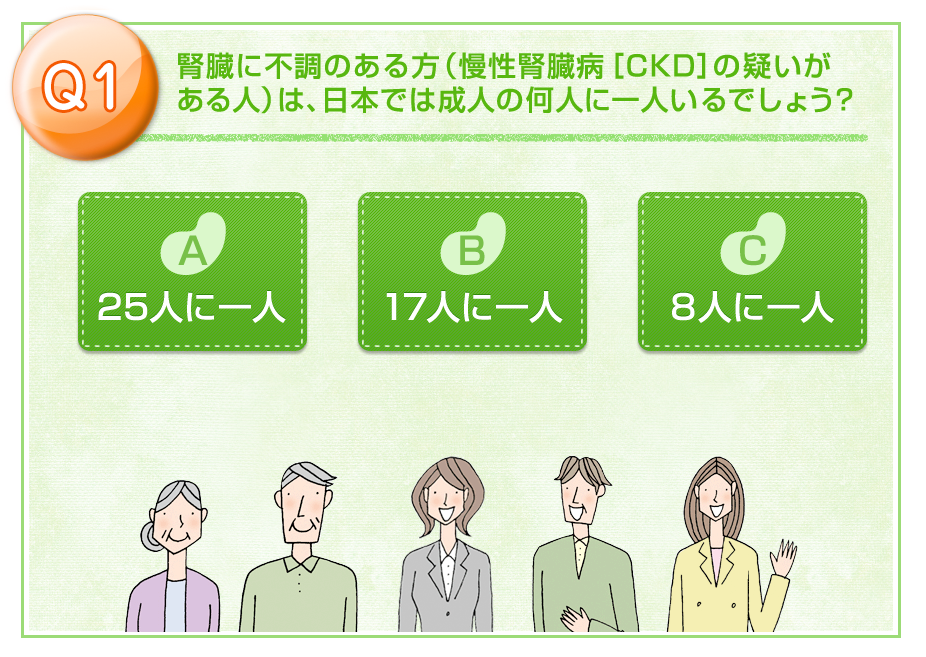 Q1
腎臓に不調のある方（慢性腎臓病［CKD］の疑いが
ある人）は、日本では成人の何人に一人いるでしょう？
A
25人に一人
B
17人に一人
C
8人に一人